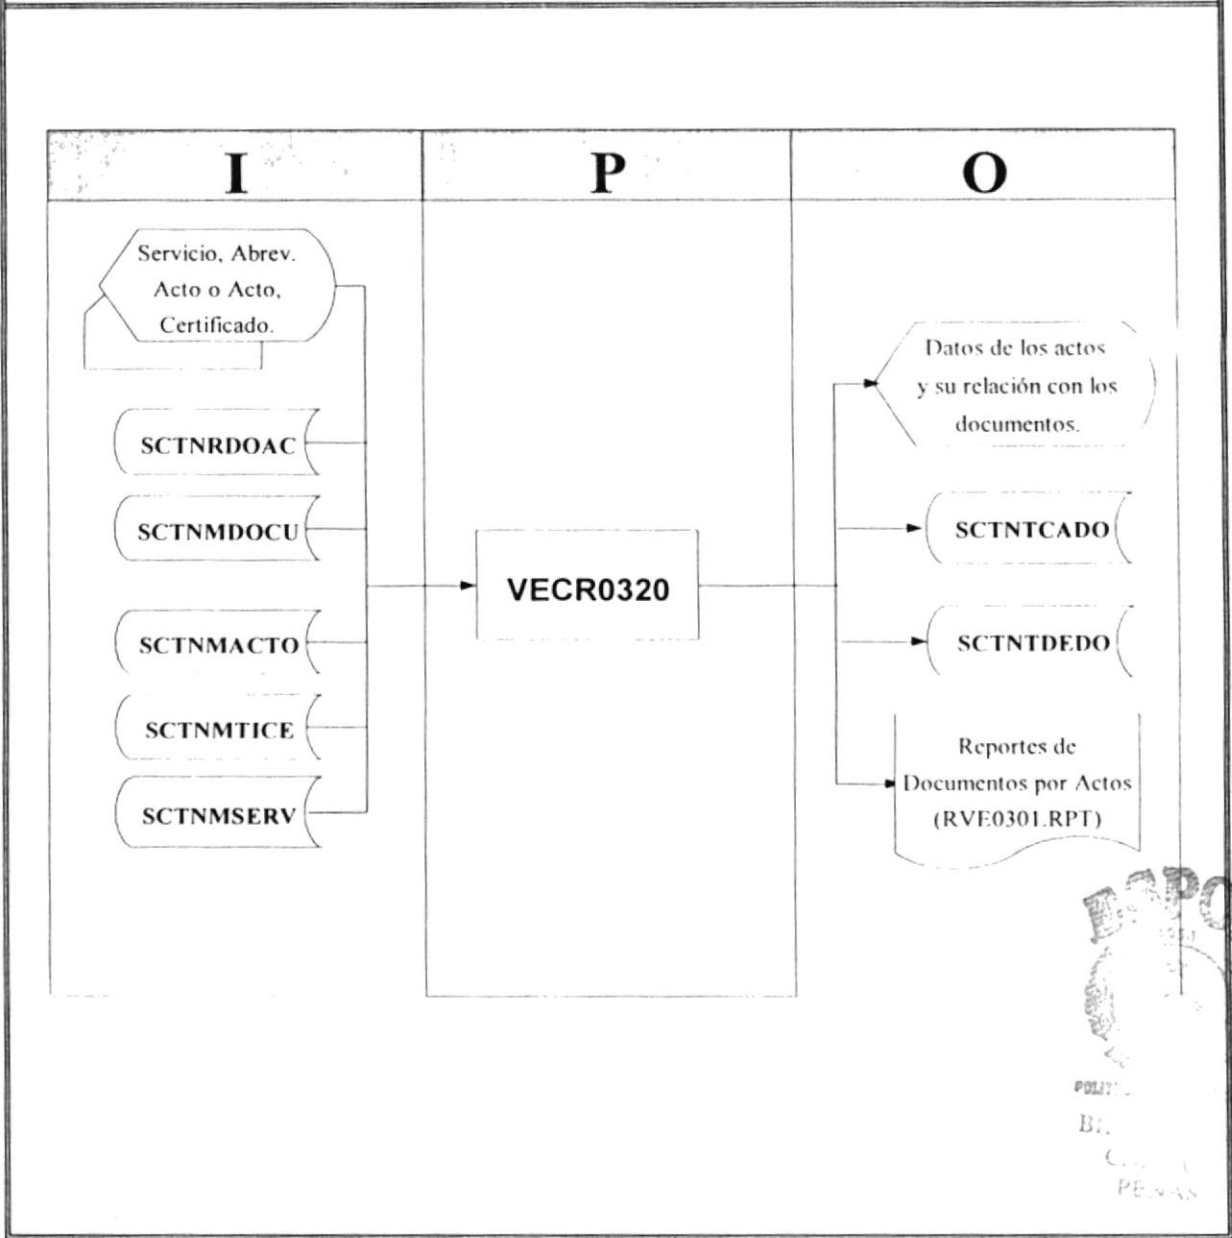 I
P
O
Servicio, Abrev.
Acto o Acto,
Certificado.
SCTNRDOAC
SCTNMDOCU
SCTNMACTO
SCTNMTICE
SCTNMSERV
VECR0320
Datos de los actos
y su relación con los
documentos.
SCTNTCADO
SCTNTDEDO
Reportes de
Documentos por Actos
(RVE0301.RPT)